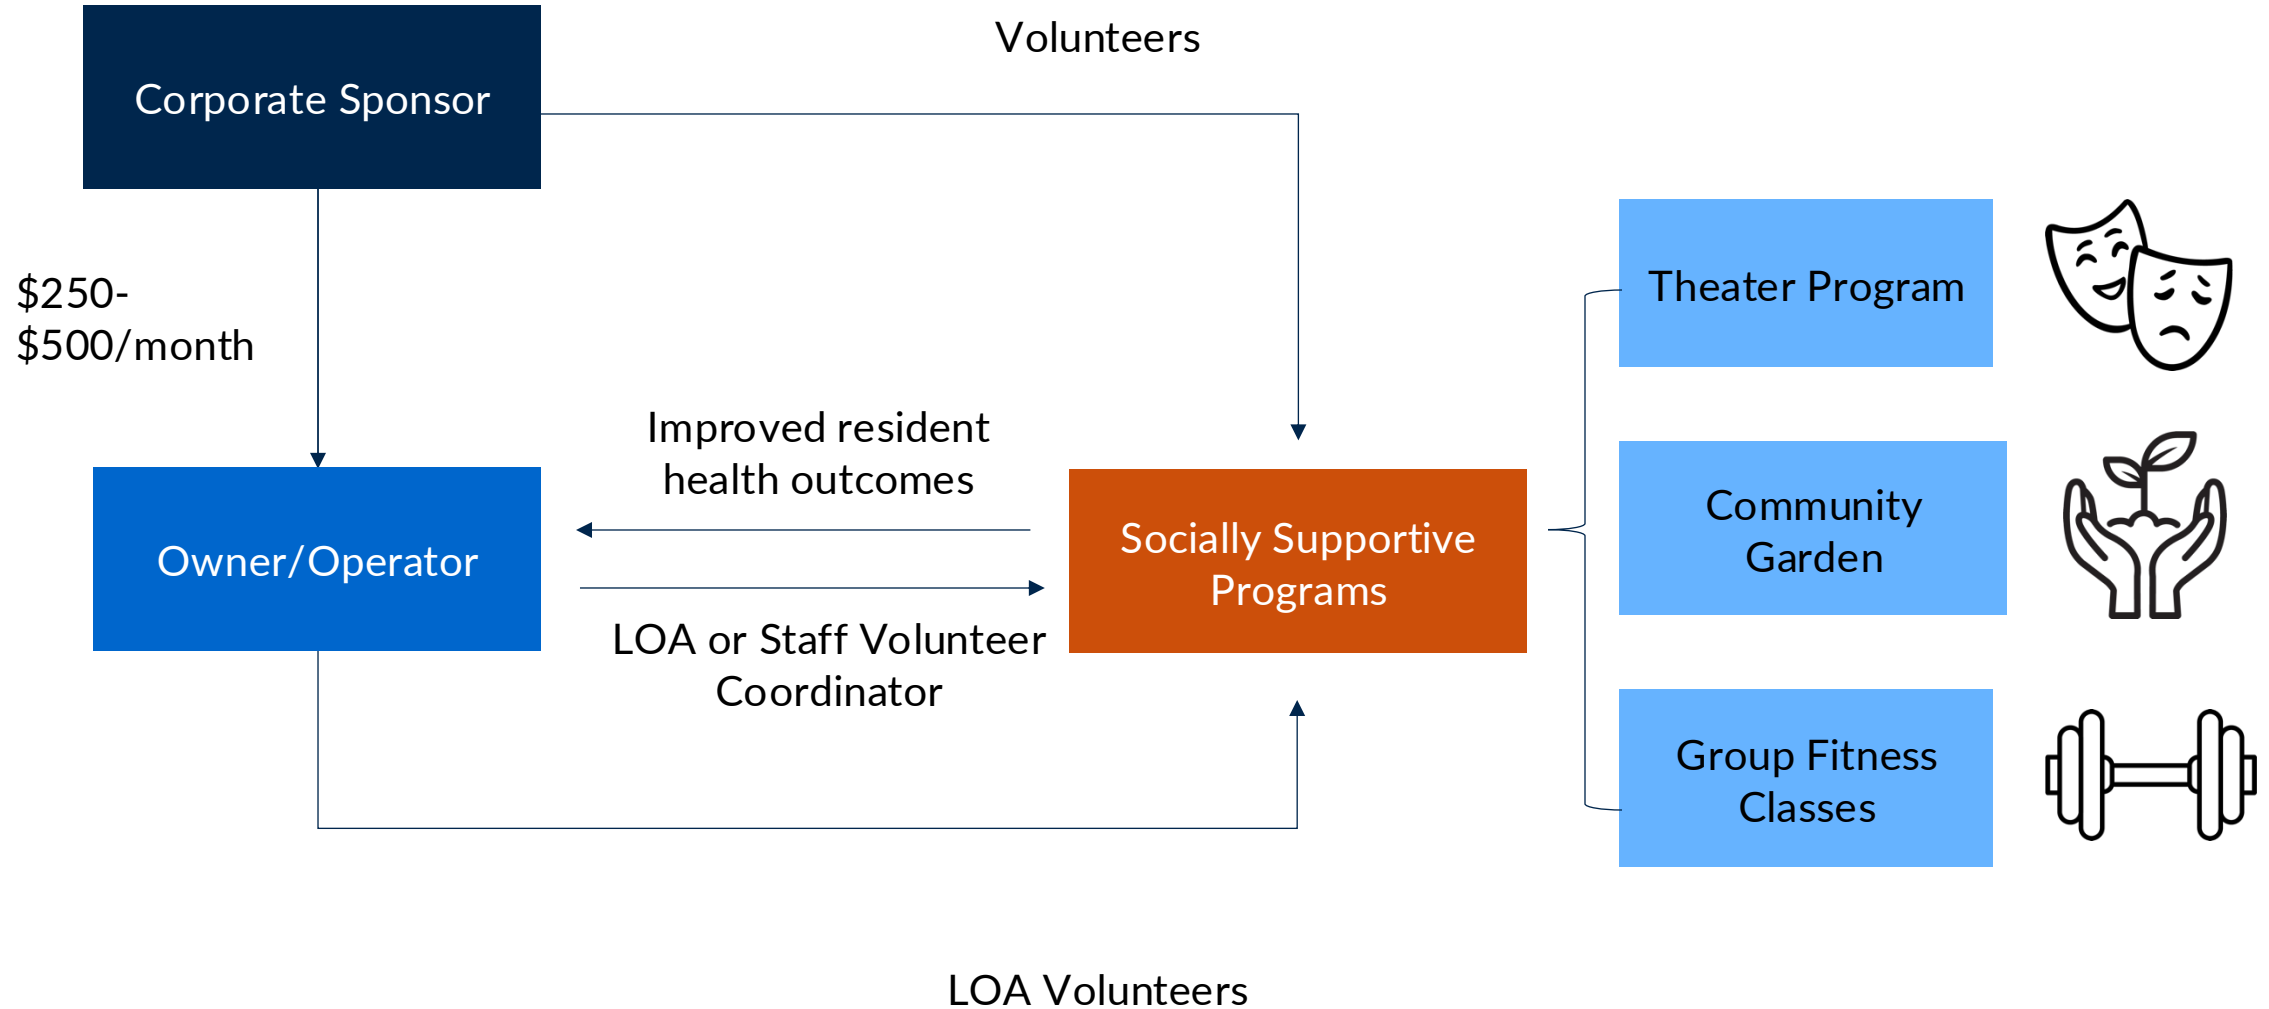 Volunteers
Corporate Sponsor
$250-
$500/month
Theater Program
Improved resident
health outcomes
Community
Garden
Owner/Operator
Socially Supportive
Programs
LOA or Staff Volunteer
Coordinator
Group Fitness
Classes
LOA Volunteers